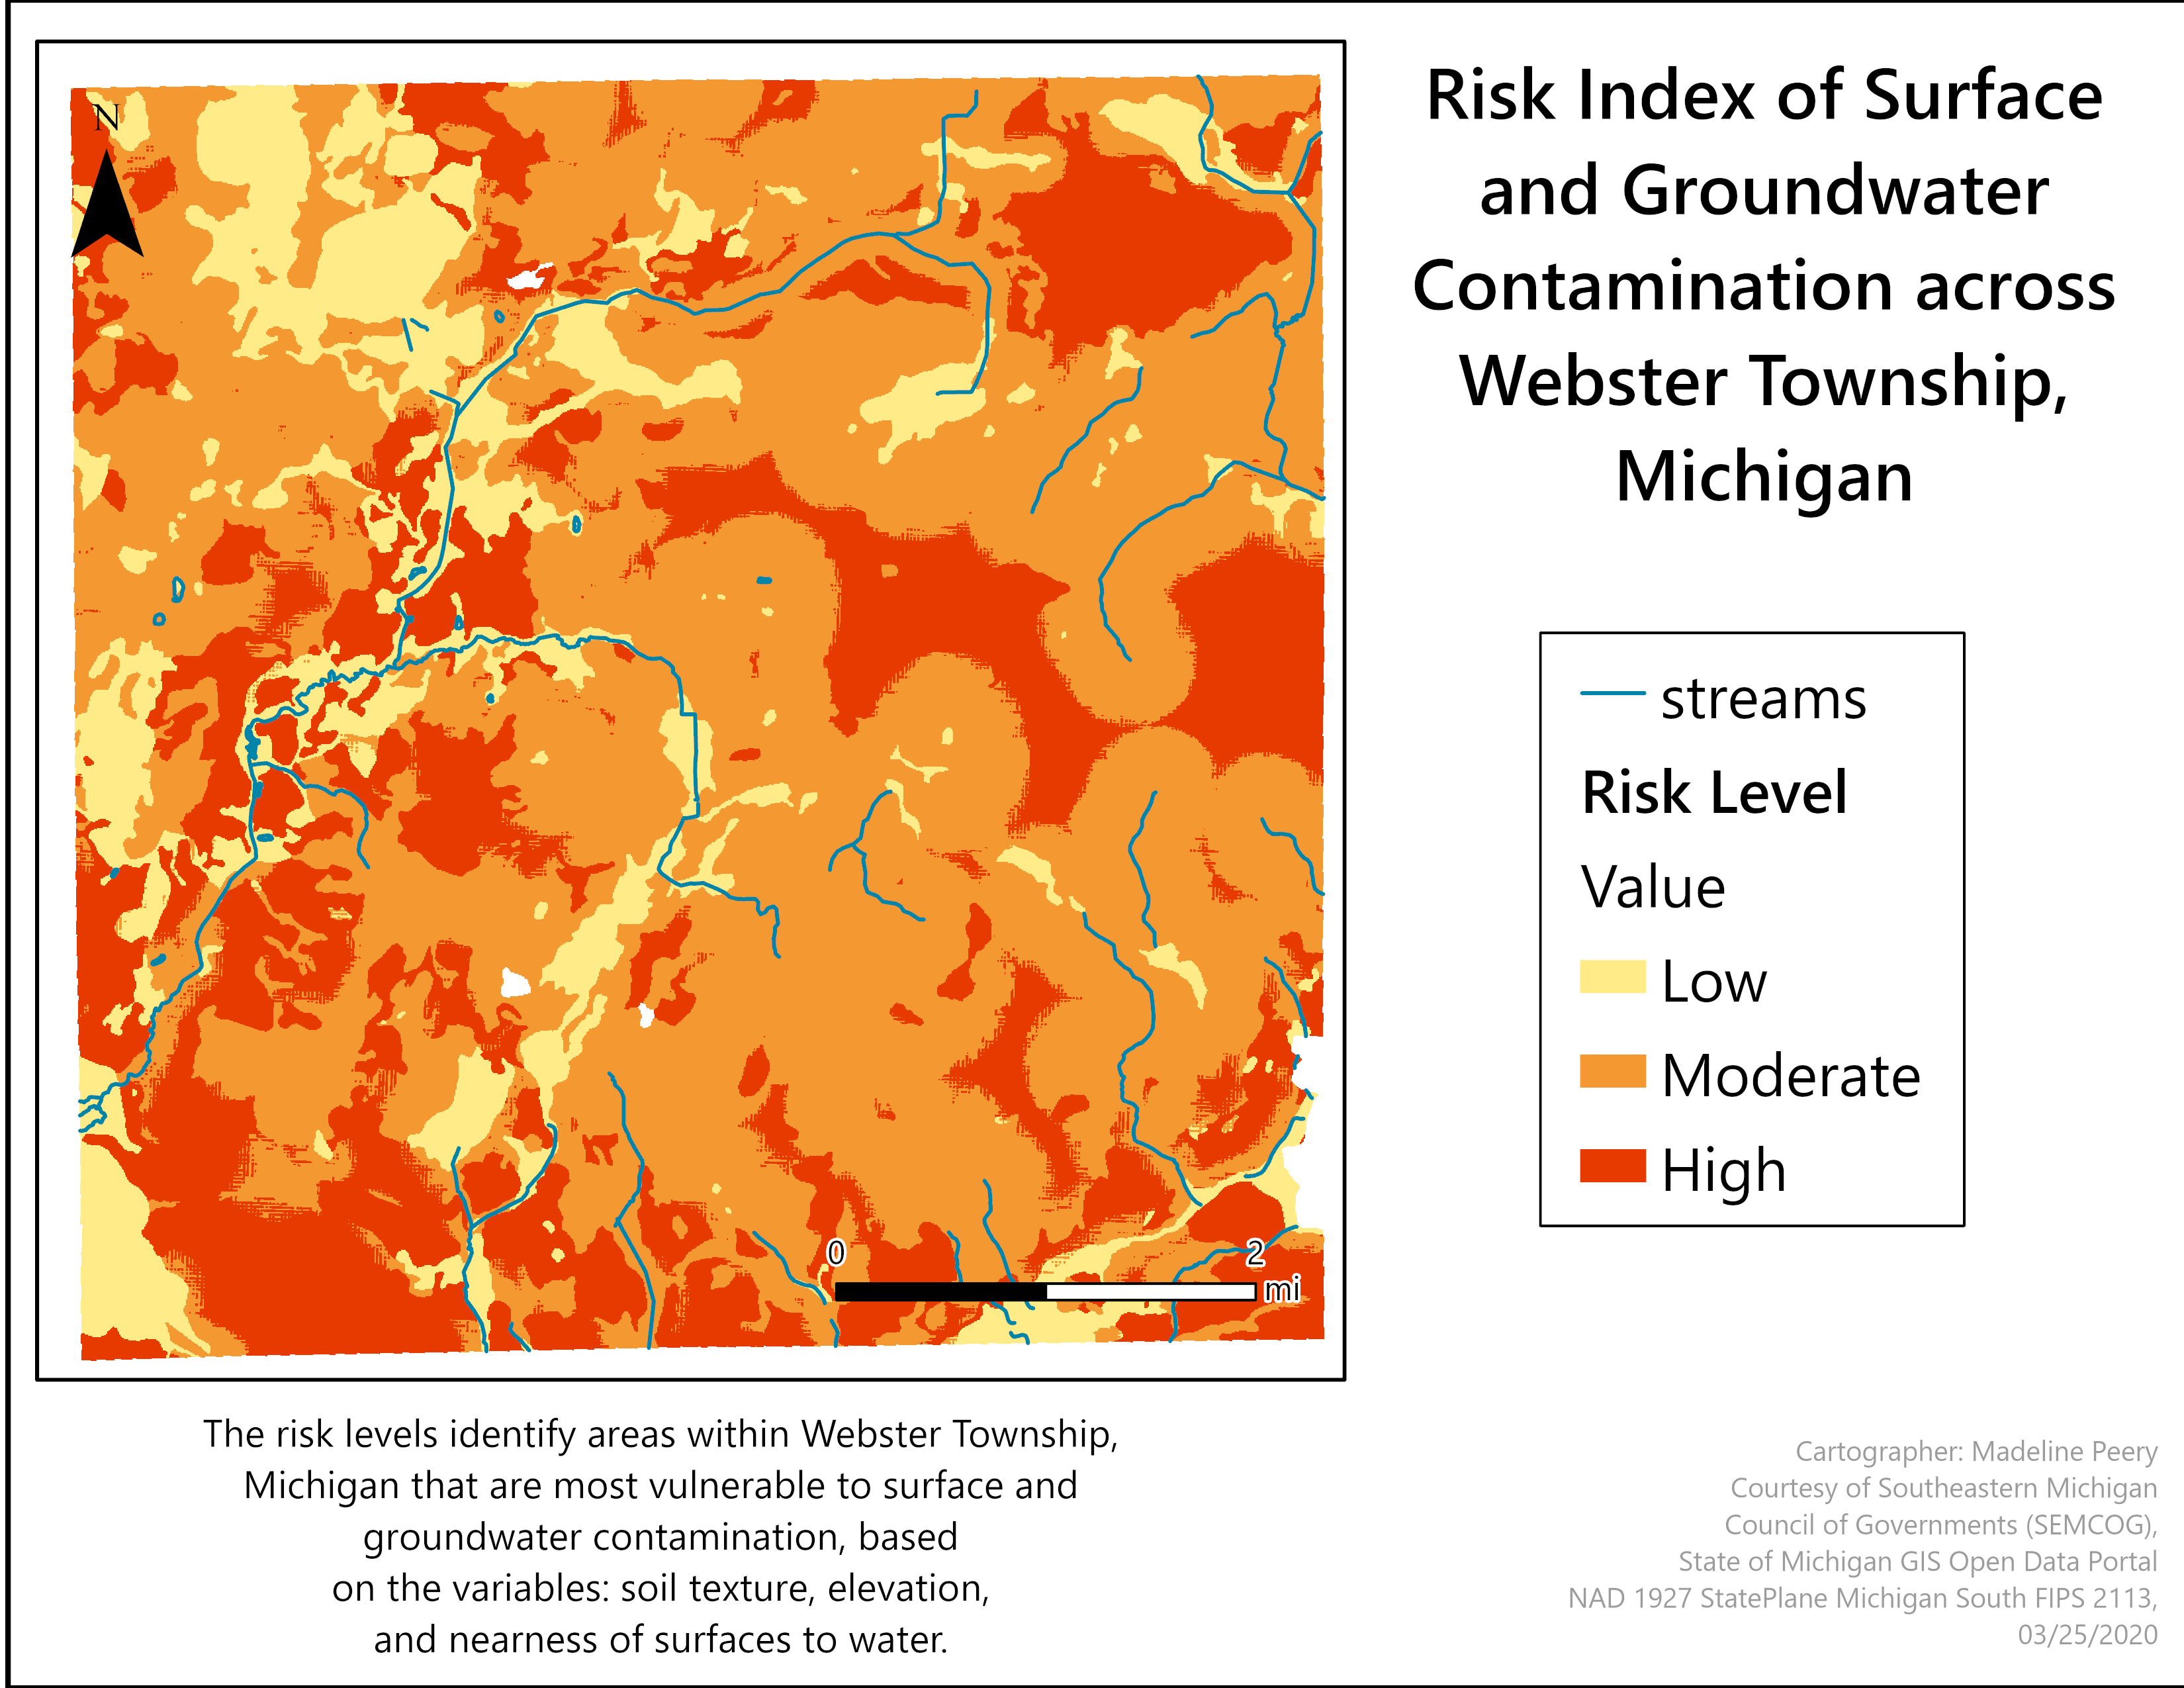 Risk Index of Surface
and Groundwater
Contamination across
Webster Township,
Michigan
N
streams
Risk Level
Value
Low
Moderate
High
0
2
mi
The risk levels identify areas within Webster Township,
Michigan that are most vulnerable to surface and
groundwater contamination, based
on the variables: soil texture, elevation,
and nearness of surfaces to water.
Cartographer: Madeline Peery
Courtesy of Southeastern Michigan
Council of Governments (SEMCOG),
State of Michigan GIS Open Data Portal
NAD 1927 StatePlane Michigan South FIPS 2113,
03/25/2020